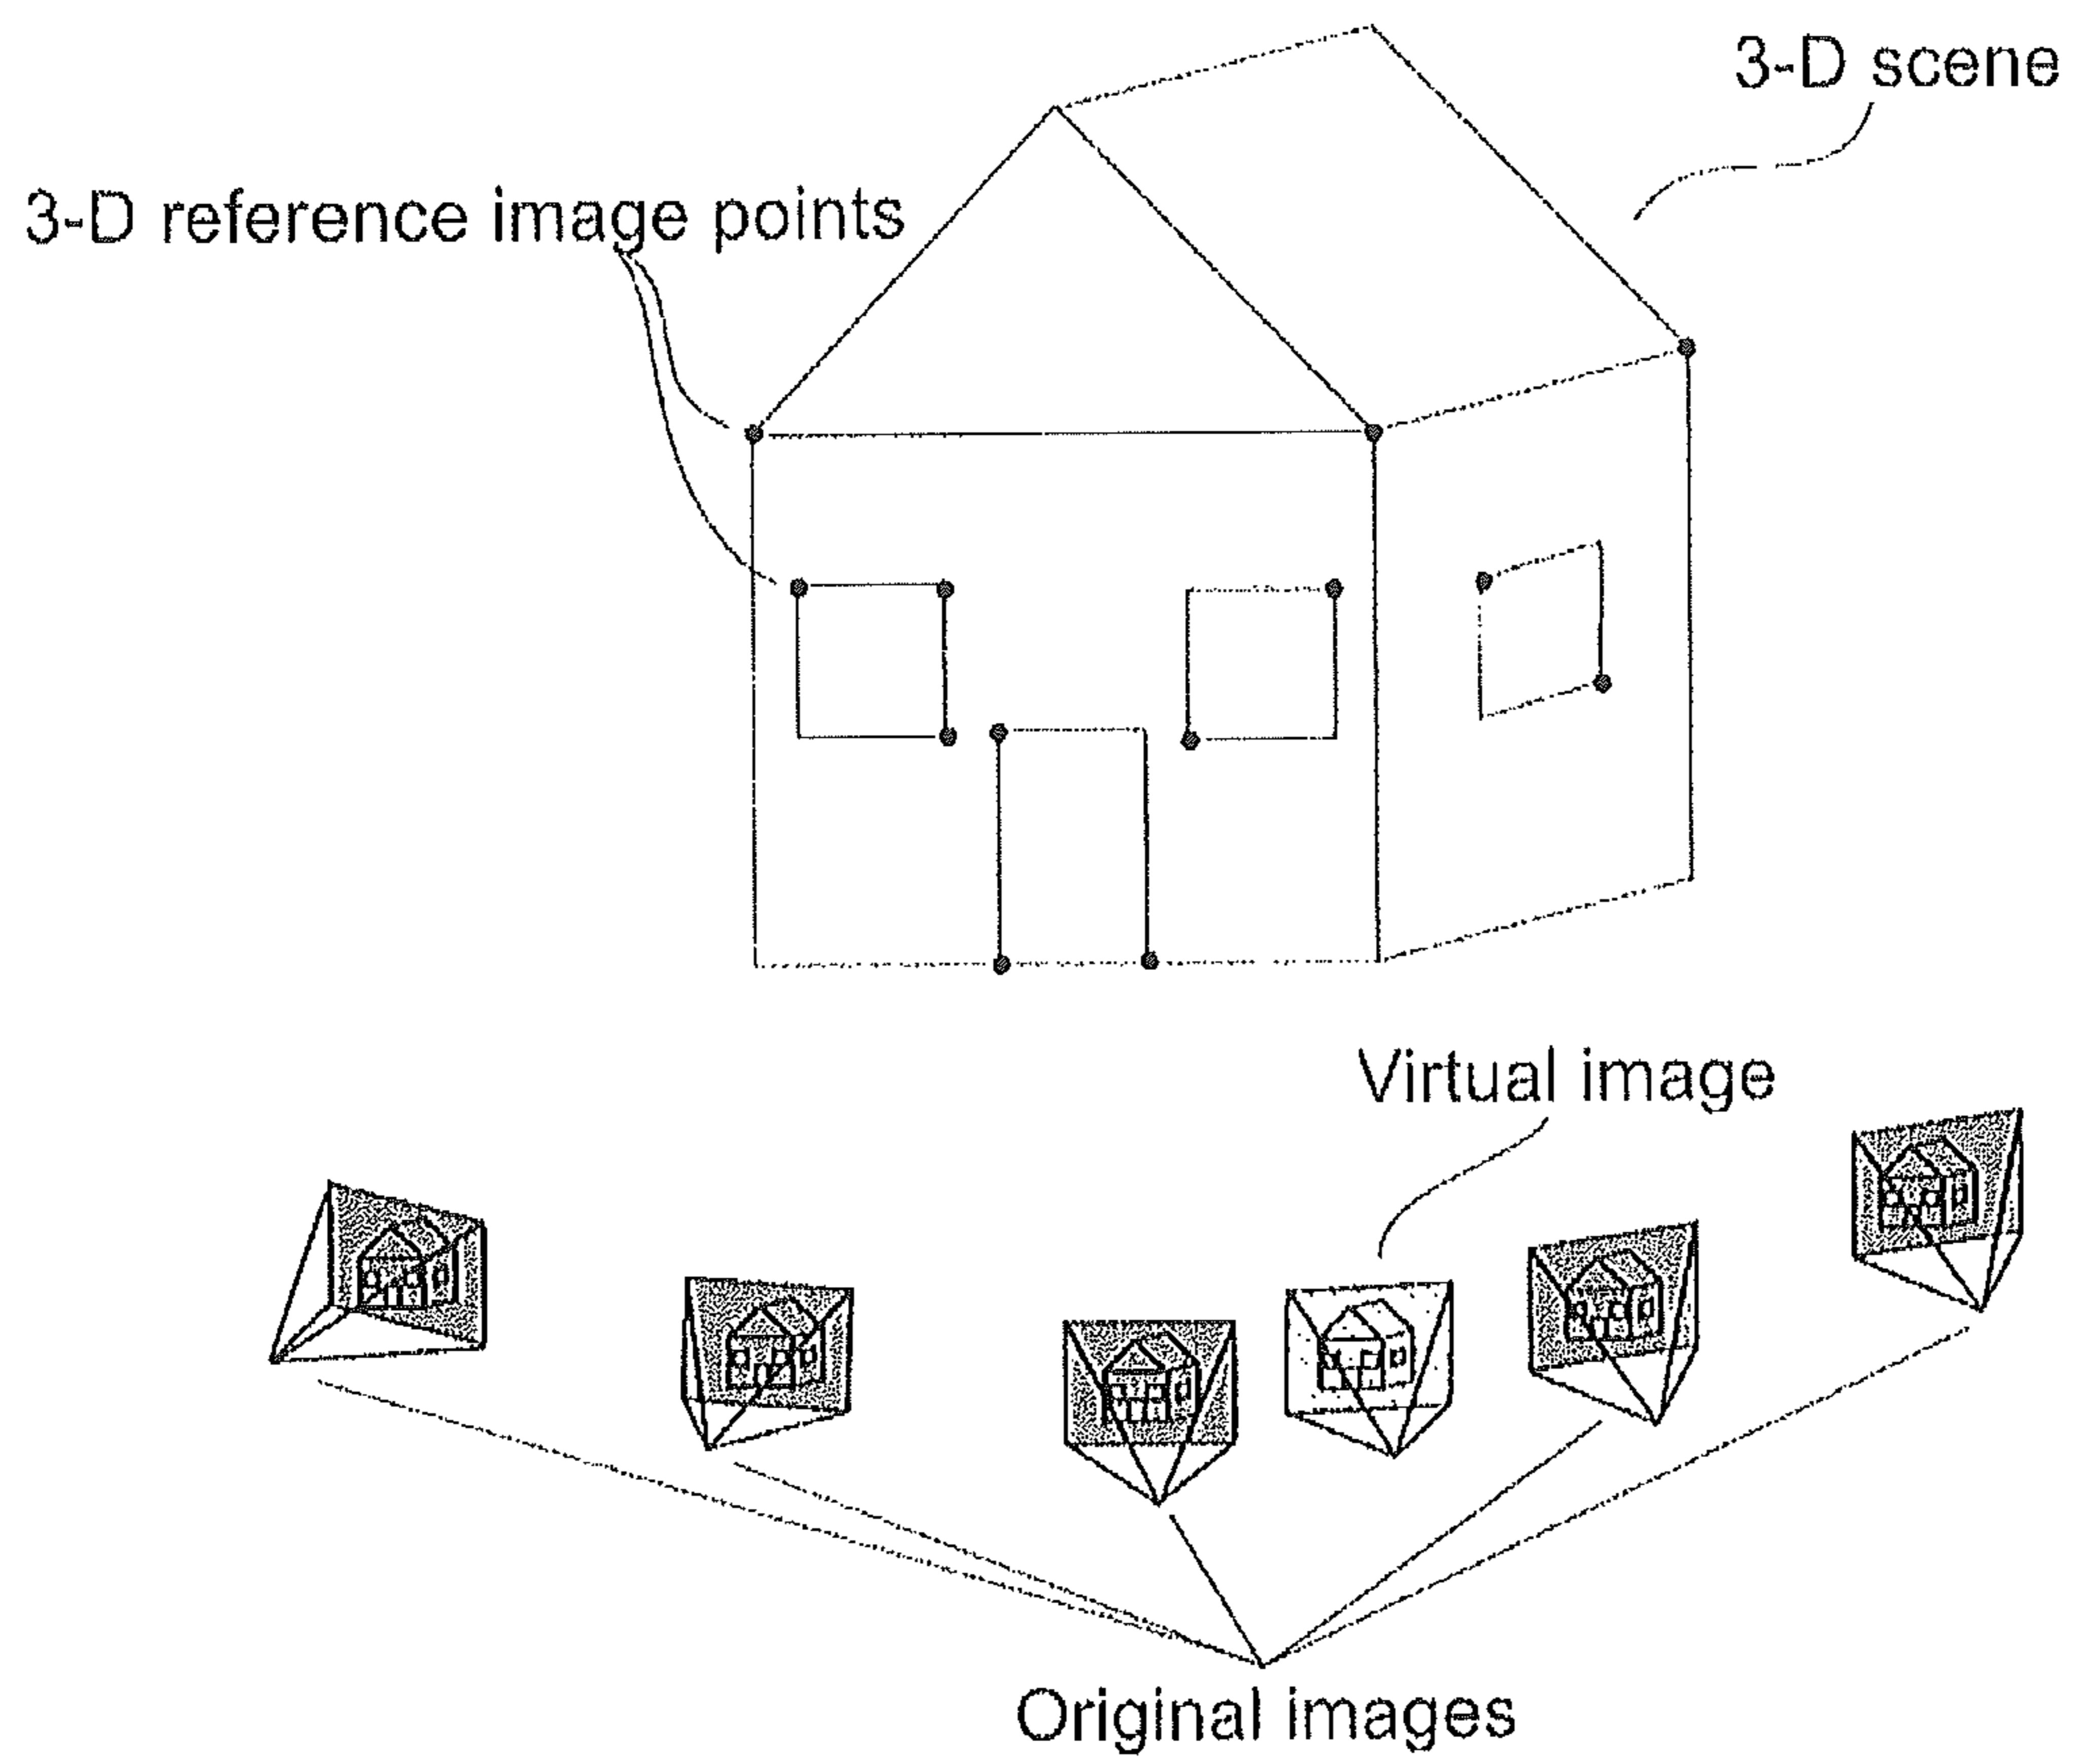 3-D scene
3-D reference image points
Virtual image
Original images